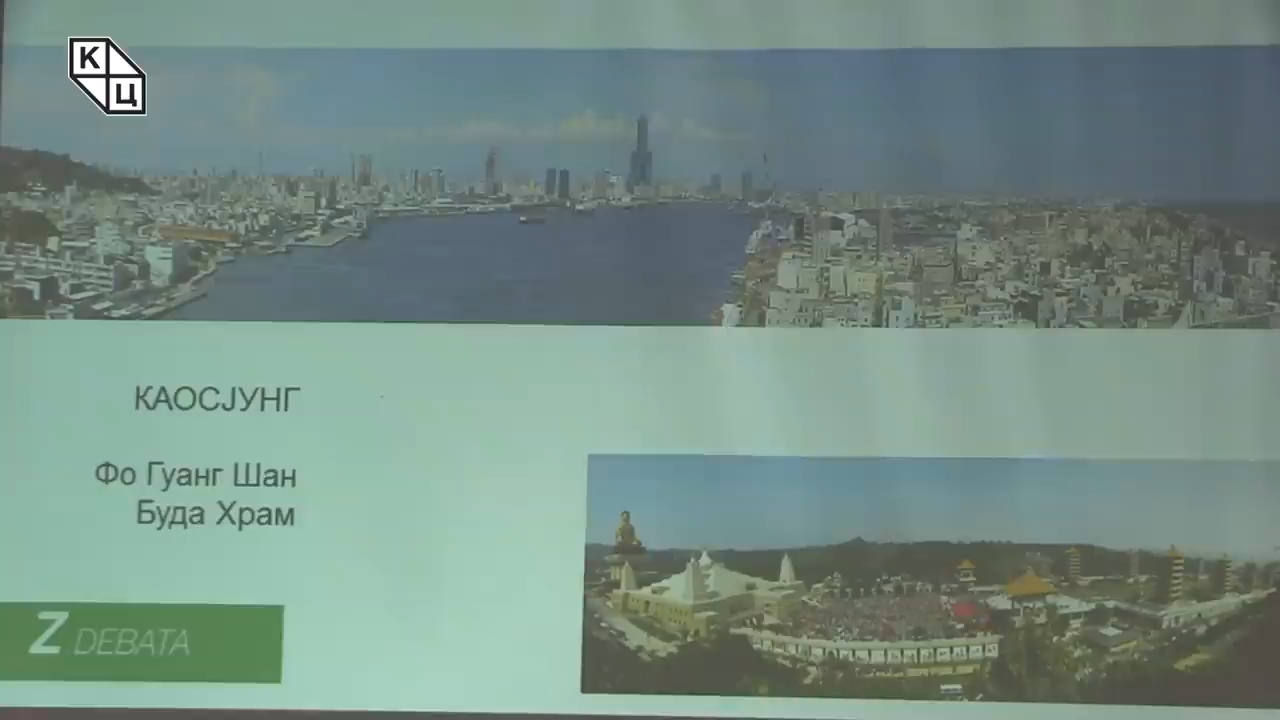 К
Ц
КАОСЈУНГ
Фо Гуанг Шан
Буда Храм
Z DEBATA